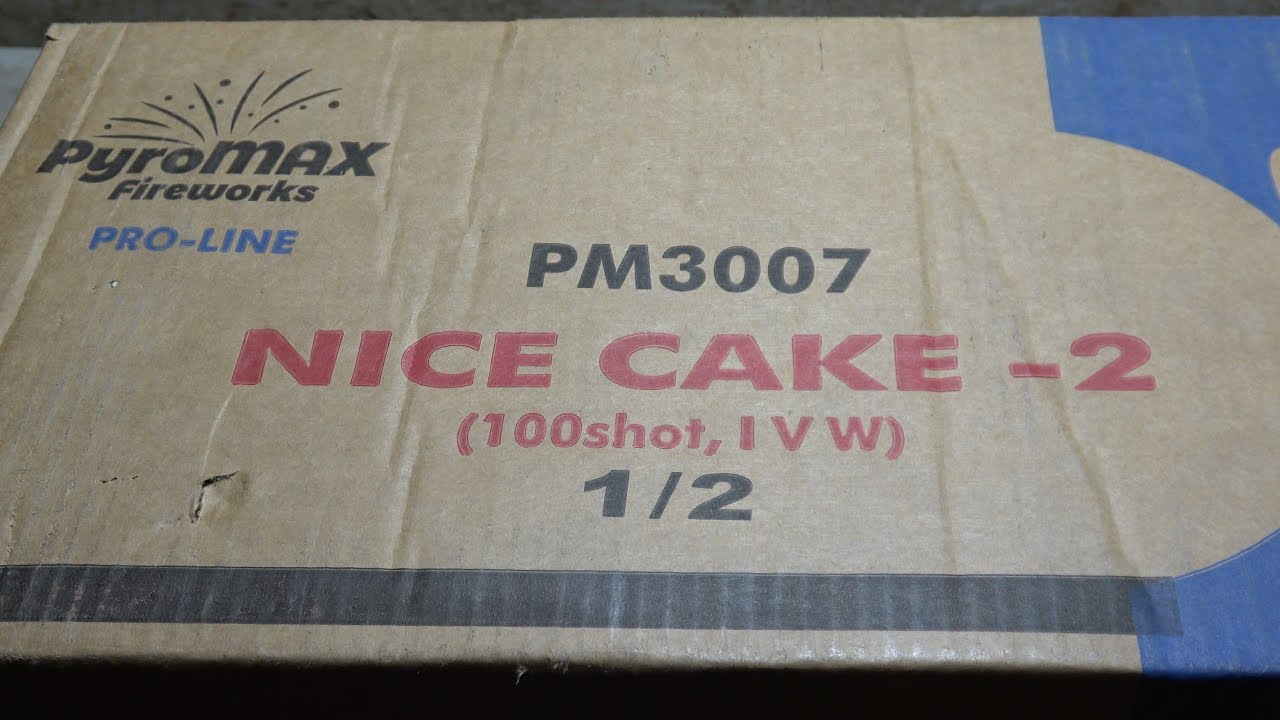 PyroMAX
Fireworks
PRO-LINE
PM3007
NICE CAKE -2
(100shot, I V W)
1/2